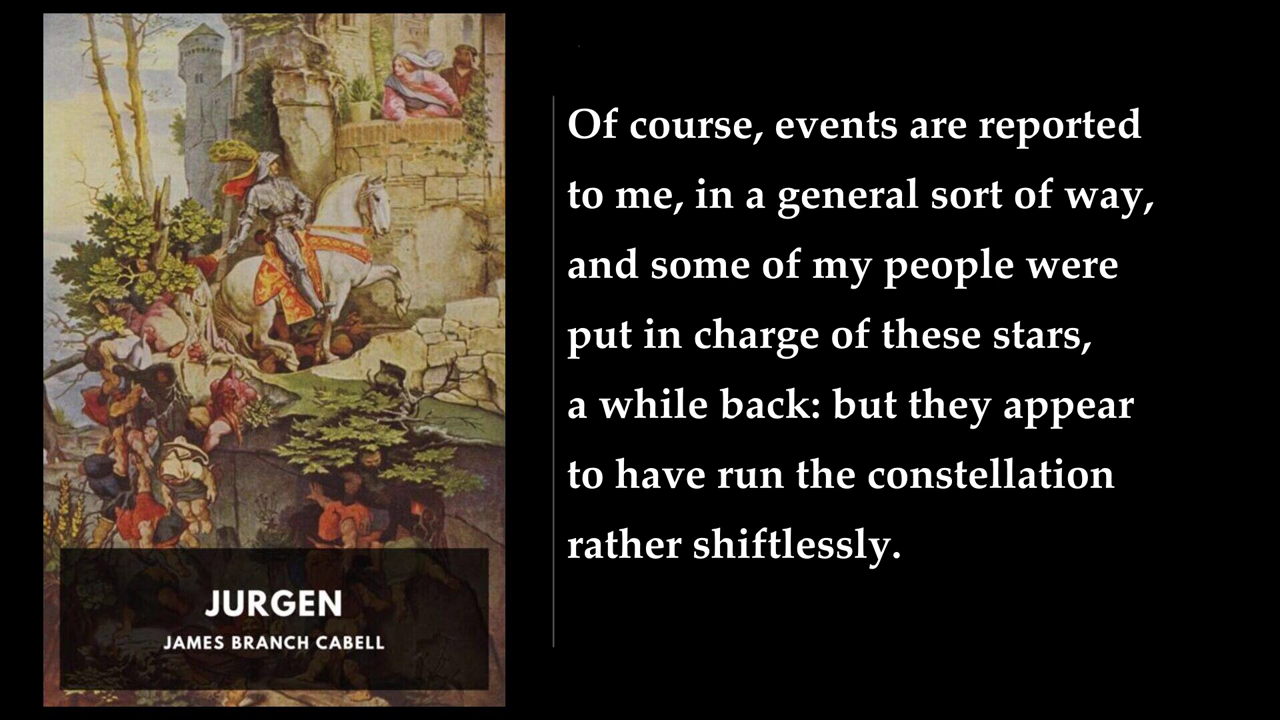 JURGEN
JAMES BRANCH CABELL
Of course, events are reported
to me, in a general sort of way,
and some of my people were
put in charge of these stars,
a while back: but they appear
to have run the constellation
rather shiftlessly.